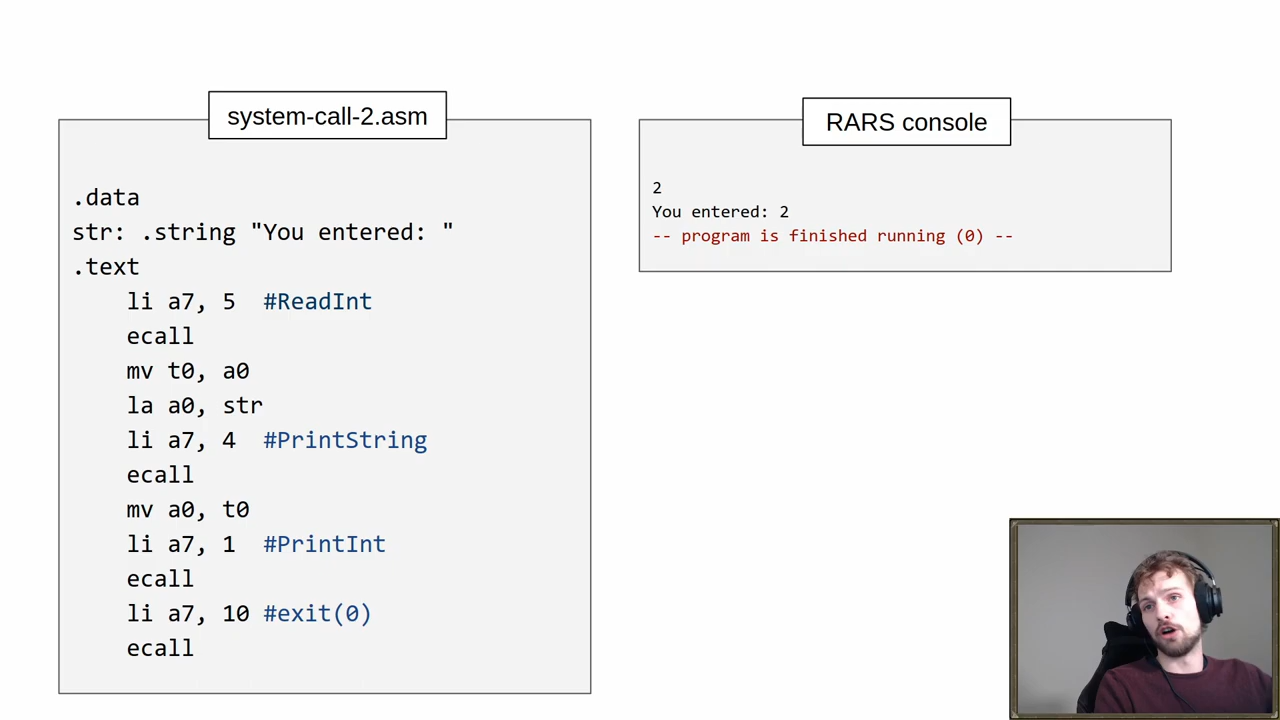 system-call-2.asm
.data
str: .string "You entered: "
.text
li a7, 5  #ReadInt
ecall
mv t0, a0
la a0, str
li a7, 4  #PrintString
ecall
mv a0, t0
li a7, 1  #PrintInt
ecall
li a7, 10 #exit(0)
ecall
RARS console
2
You entered: 2
-- program is finished running (0) --